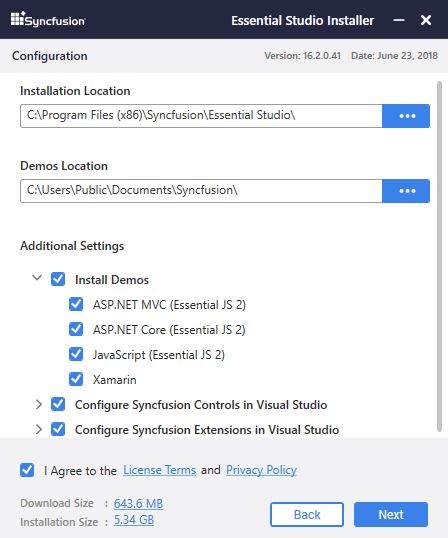 Syncfusion Essential Studio Installer
Configuration Version: 16.2.0.41 Date: June 23, 2018
Installation Location
C:\Program Files (x86)\Syncfusion\Essential Studio\
Demos Location
C:\Users\Public\Documents\Syncfusion\
Additional Settings
Install Demos
ASP.NET MVC (Essential JS 2)
ASP.NET Core (Essential JS 2)
JavaScript (Essential JS 2)
Xamarin
Configure Syncfusion Controls in Visual Studio
Configure Syncfusion Extensions in Visual Studio
I Agree to the License Terms and Privacy Policy
Download Size : 643.6 MB
Installation Size : 5.34 GB
Back Next